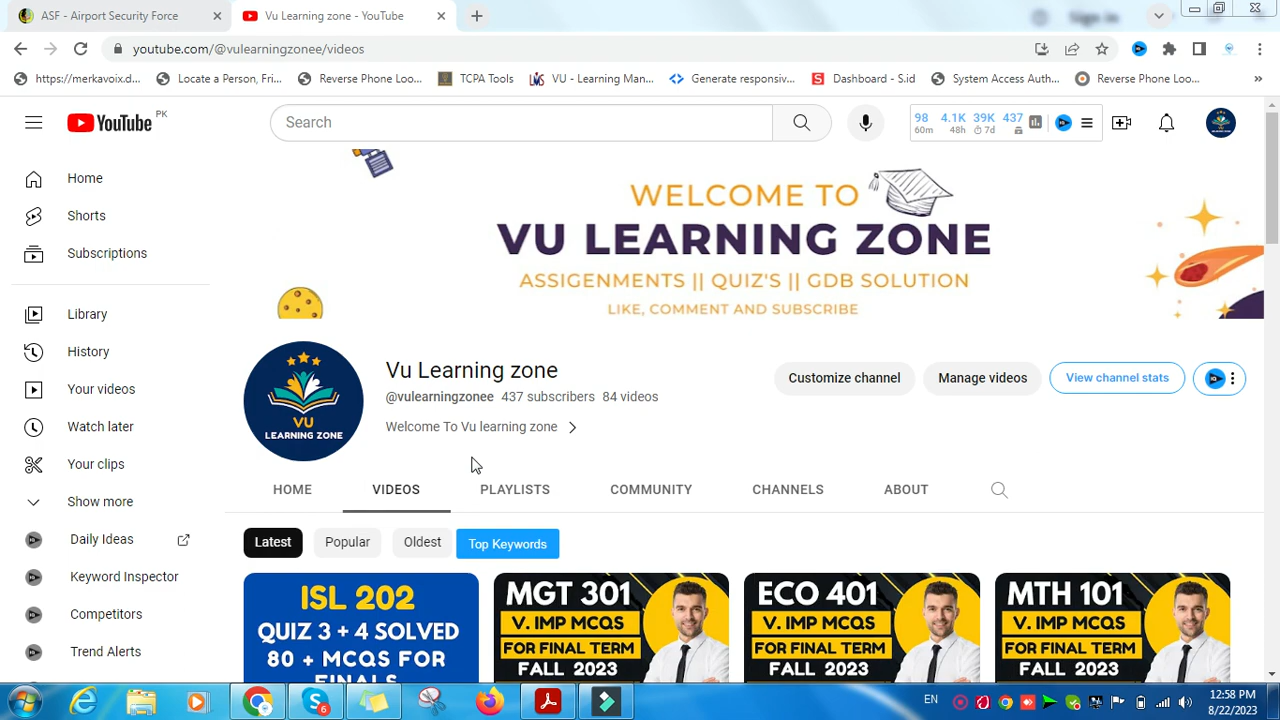 ASF - Airport Security Force
Vu Learning zone - YouTube
youtube.com/@vulearningzonee/videos
https://merkavoix.d...
Locate a Person, Fri...
Reverse Phone Loo...
TCPA Tools
VU - Learning Man...
Generate responsiv...
Dashboard - S.id
System Access Auth...
Reverse Phone Loo...
»
YouTube PK
Search
98 4.1K 39K 437
60m 48h 7d
Home
Shorts
Subscriptions
Library
History
Your videos
Watch later
Your clips
Show more
Daily Ideas
Keyword Inspector
Competitors
Trend Alerts
WELCOME TO
VU LEARNING ZONE
ASSIGENMENTS || QUIZ'S || GDB SOLUTION
LIKE, COMMENT AND SUBSCRIBE
VU
LEARNING ZONE
Vu Learning zone
@vulearningzonee 437 subscribers 84 videos
Welcome To Vu learning zone
Customize channel
Manage videos
View channel stats
HOME VIDEOS PLAYLISTS COMMUNITY CHANNELS ABOUT
Latest Popular Oldest Top Keywords
ISL 202
QUIZ 3 + 4 SOLVED
80 + MCQS FOR
FINALS
MGT 301
V. IMP MCQS
FOR FINAL TERM
FALL 2023
ECO 401
V. IMP MCQS
FOR FINAL TERM
FALL 2023
MTH 101
V. IMP MCQS
FOR FINAL TERM
FALL 2023
6
EN
12:58 PM
8/22/2023